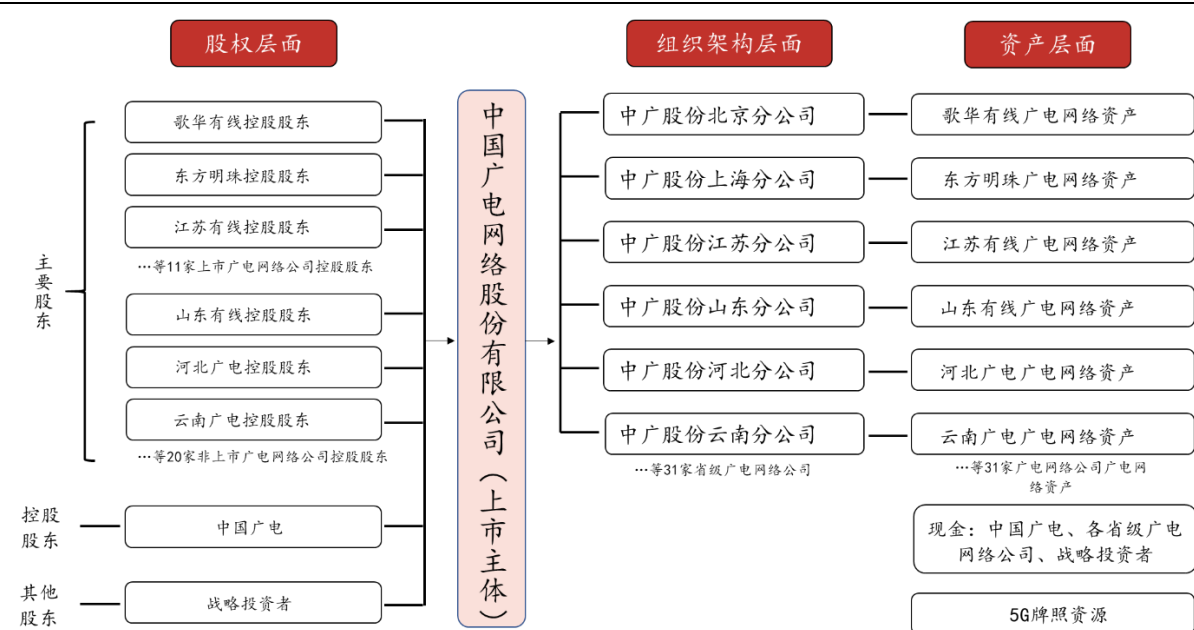 股权层面
组织架构层面
资产层面
主要股东
歌华有线控股股东
东方明珠控股股东
江苏有线控股股东
…等11家上市广电网络公司控股股东
山东有线控股股东
河北广电控股股东
云南广电控股股东
…等20家非上市广电网络公司控股股东
控股
股东
中国广电
其他
股东
战略投资者
中国广电网络股份有限公司（上市主体）
中广股份北京分公司
中广股份上海分公司
中广股份江苏分公司
中广股份山东分公司
中广股份河北分公司
中广股份云南分公司
…等31家省级广电网络公司
歌华有线广电网络资产
东方明珠广电网络资产
江苏有线广电网络资产
山东有线广电网络资产
河北广电广电网络资产
云南广电广电网络资产
…等31家广电网络公司广电网
络资产
现金：中国广电、各省级广电
网络公司、战略投资者
5G牌照资源